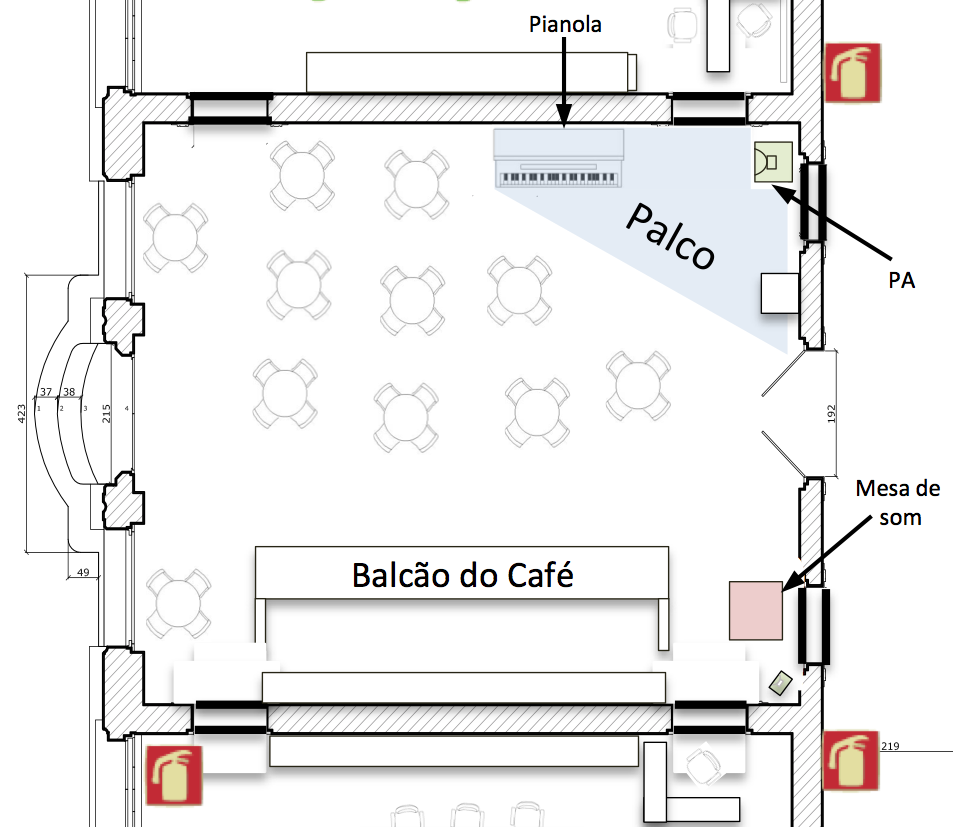 Pianola
Palco
PA
37 38
1 2 3 4
423
215
192
Mesa de
som
49
Balcão do Café
219